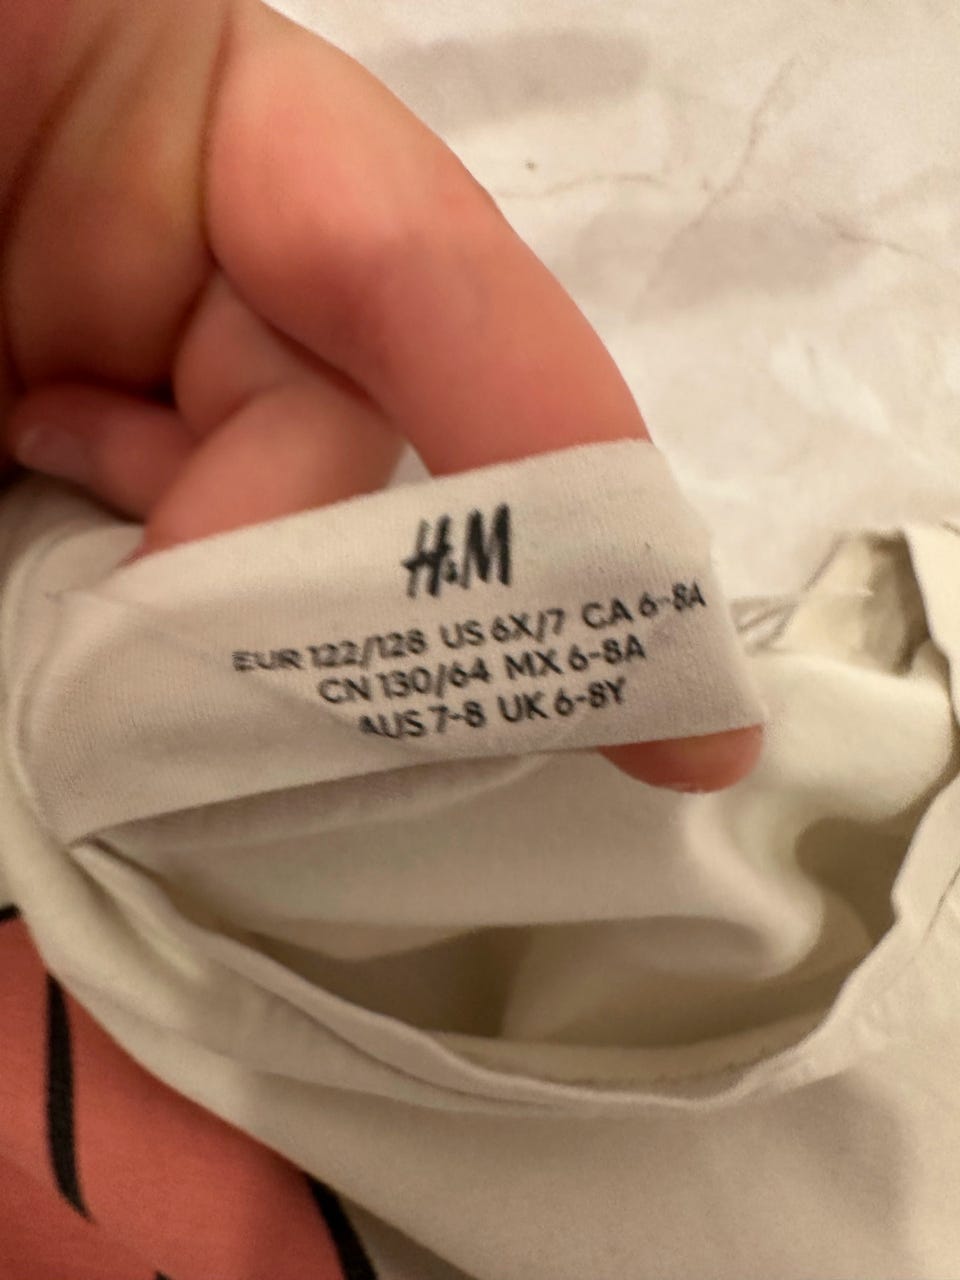 H&M
EUR 122/128 US 6X/7 CA 6-8A
CN 130/64 MX 6-8A
AUS 7-8 UK 6-8Y